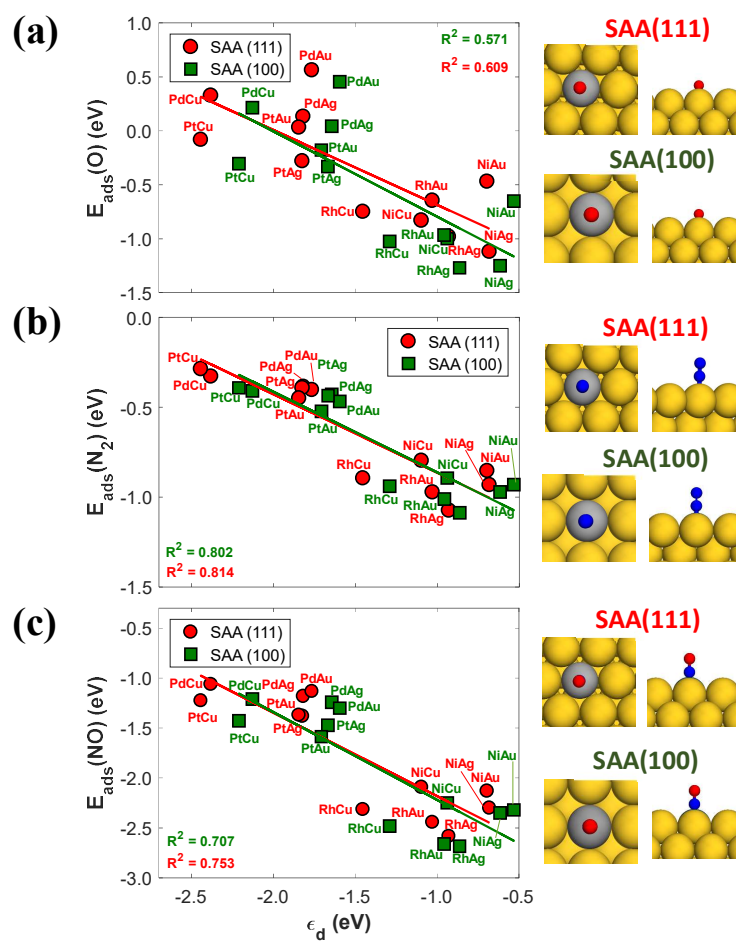 (a)
E_ads(O) (eV)
1.0
0.5
0.0
-0.5
-1.0
-1.5
SAA (111)
SAA (100)
R² = 0.571
R² = 0.609
PdAu
PdAu
PdCu
PdCu
PdAg
PdAg
PtCu
PtAu
PtAu
PtCu
PtAg
PtAg
NiAu
RhAu
NiAu
RhCu
NiCu
RhAu
NiAg
RhCu
NiCu
RhAg
NiAg
SAA(111)
SAA(100)
(b)
E_ads(N₂) (eV)
0.0
-0.5
-1.0
-1.5
SAA (111)
SAA (100)
PtCu
PdCu
PdAu
PdAg
PtAg
PtAg
PdAg
PtCu
PdCu
PtAu
PdAu
PtAu
NiCu
NiAg
NiAu
NiAu
NiCu
RhCu
RhCu
RhAu
RhAu
RhAg
NiAg
R² = 0.802
R² = 0.814
SAA(111)
SAA(100)
(c)
E_ads(NO) (eV)
-0.5
-1.0
-1.5
-2.0
-2.5
-3.0
SAA (111)
SAA (100)
PdCu
PdCu
PdAg
PdAu
PdAg
PtCu
PtAu
PdAu
PtCu
PtAg
PtAg
PtAu
NiAg
NiAu
NiAu
NiCu
NiCu
RhCu
RhCu
RhAu
RhAg
NiAg
RhAu
RhAg
R² = 0.707
R² = 0.753
-2.5
-2.0
-1.5
-1.0
-0.5
ϵ_d (eV)
SAA(111)
SAA(100)